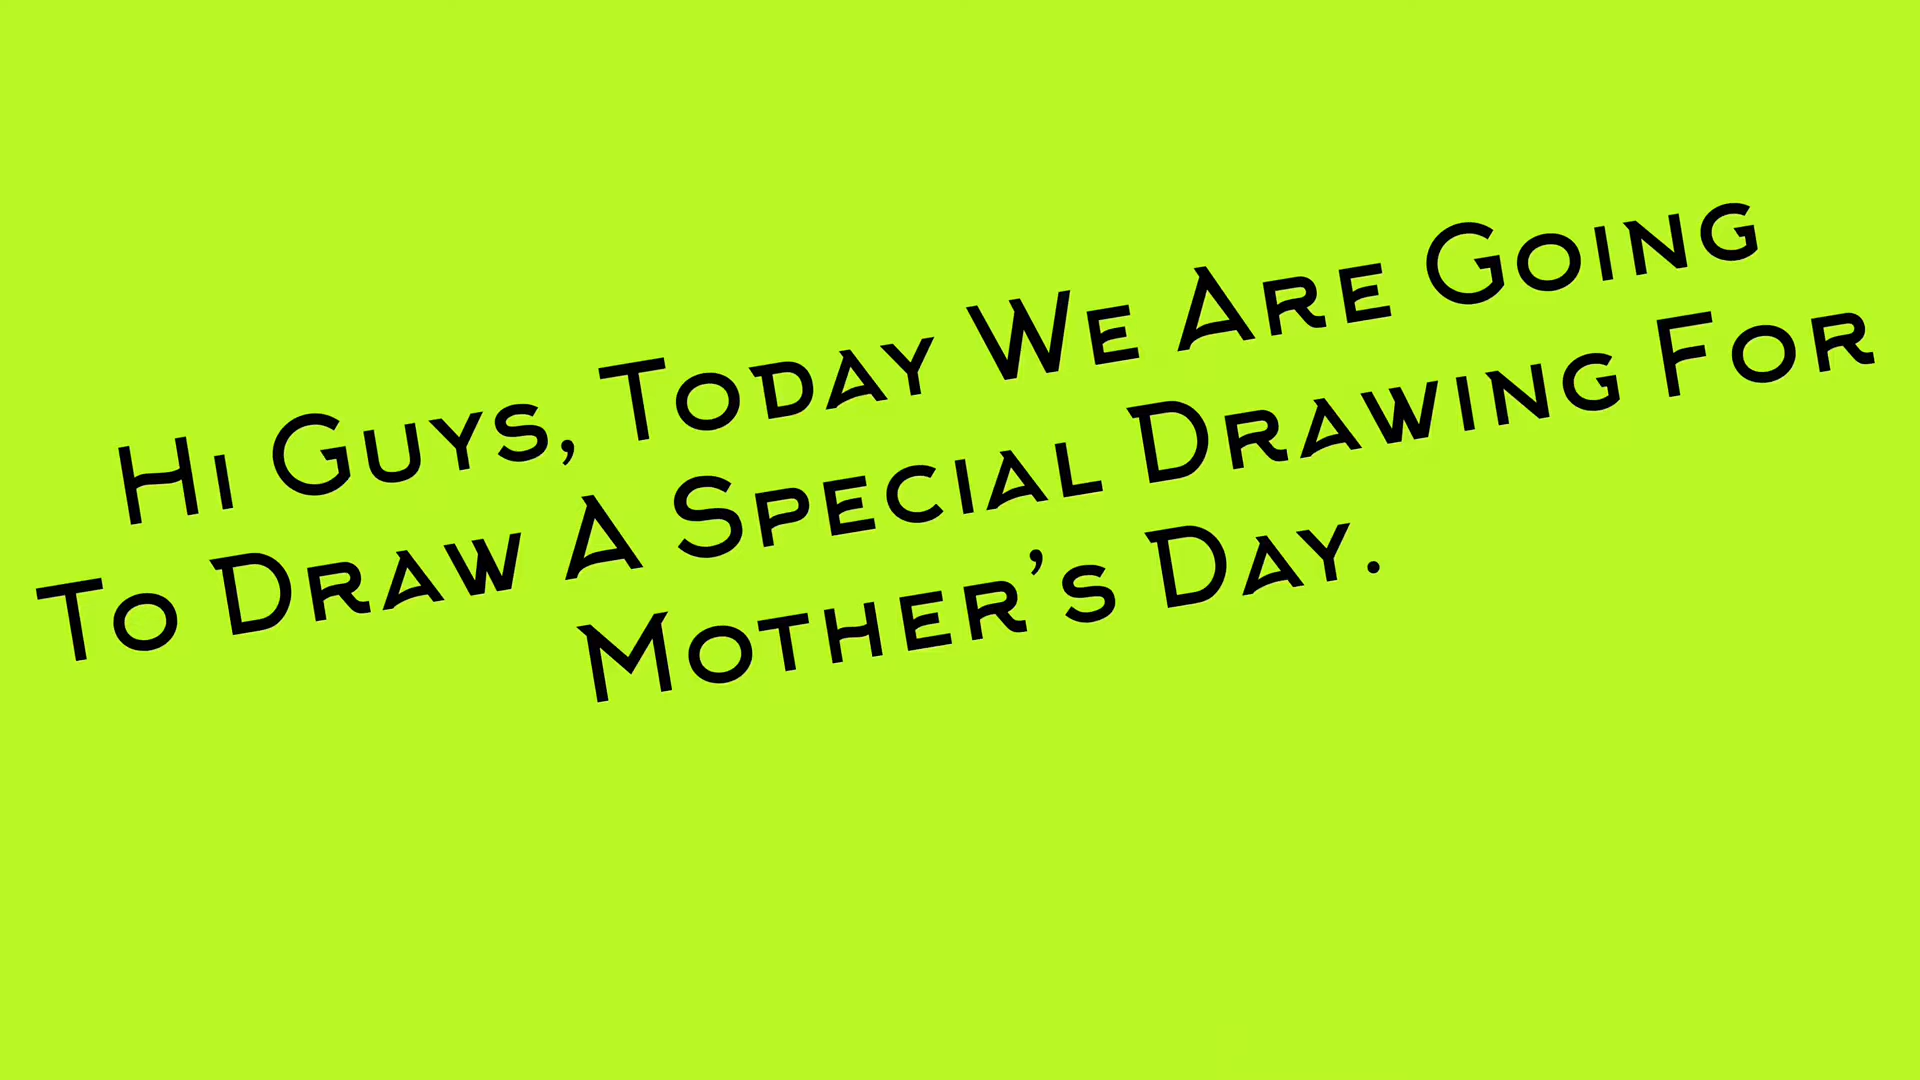 Hi Guys, Today We Are Going
To Draw A Special Drawing For
Mother’s Day.